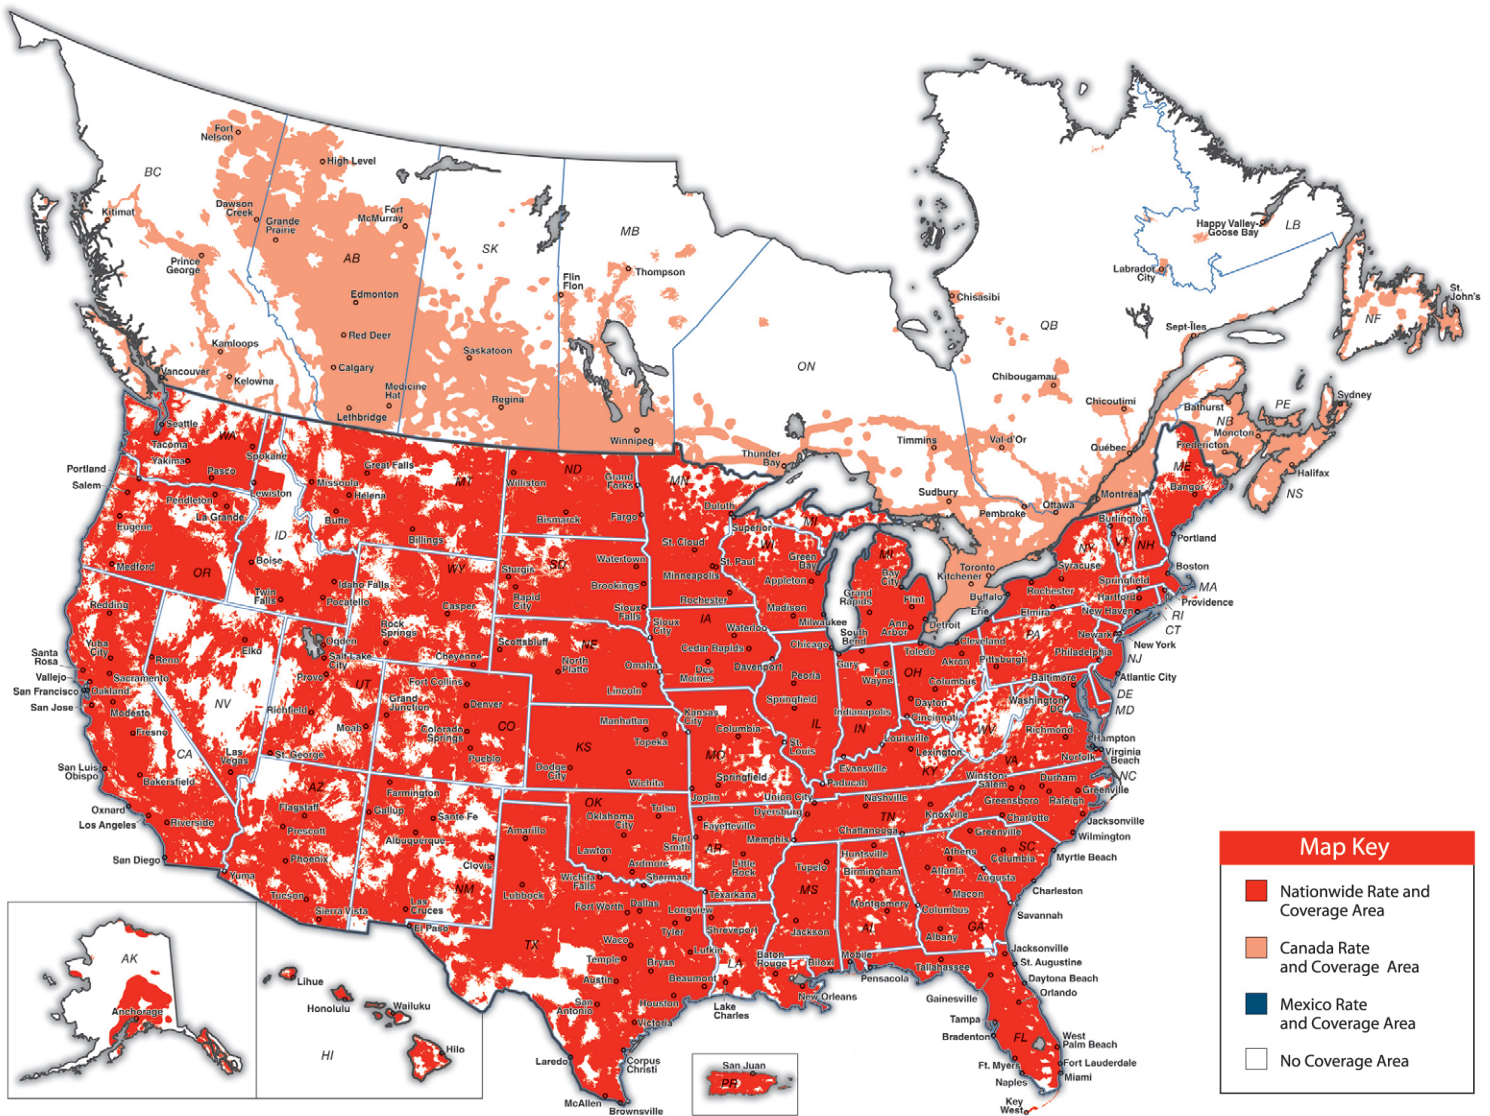 Fort
Nelson
High Level
BC
Dawson
Creek
Grande
Prairie
Fort
McMurray
Kitimat
Prince
George
AB
SK
MB
Edmonton
Flin
Flon
Thompson
Red Deer
Kamloops
Saskatoon
Calgary
Vancouver
Kelowna
Medicine
Hat
Regina
Lethbridge
Winnipeg
ON
QB
LB
Happy Valley-
Goose Bay
Labrador
City
Chisasibi
Sept-Îles
St.
John's
NF
Chibougamau
Chicoutimi
Bathurst
PE
Sydney
NB
Moncton
Fredericton
Timmins
Val-d'Or
Québec
Thunder
Bay
Halifax
NS
Sudbury
Ottawa
Montréal
Pembroke
Toronto
Kitchener
Seattle
Tacoma
WA
Yakima
Spokane
Pasco
Portland
Salem
Pendleton
Lewiston
La Grande
Eugene
Medford
OR
ID
Boise
Twin
Falls
Idaho Falls
Pocatello
Great Falls
MT
Missoula
Helena
Butte
Billings
Williston
ND
Grand
Forks
Bismarck
Fargo
MN
Duluth
Superior
MI
WI
St. Cloud
St. Paul
Minneapolis
Green
Bay
Appleton
Rochester
Madison
Milwaukee
MI
Bay
City
Grand
Rapids
Flint
Ann
Arbor
Detroit
South
Bend
WY
Sturgis
SD
Rapid
City
Watertown
Brookings
Sioux
Falls
Casper
Rock
Springs
Cheyenne
Scottsbluff
NE
North
Platte
Sioux
City
Omaha
Lincoln
IA
Waterloo
Cedar Rapids
Des
Moines
Davenport
Chicago
Gary
Peoria
Springfield
IL
IN
Fort
Wayne
Indianapolis
Toledo
Cleveland
Akron
OH
Columbus
Dayton
Cincinnati
Erie
Buffalo
Rochester
Syracuse
NY
Elmira
PA
Pittsburgh
Burlington
VT
NH
ME
Bangor
Portland
Boston
MA
Springfield
Hartford
Providence
New Haven
RI
CT
Newark
New York
Philadelphia
NJ
Atlantic City
Baltimore
DE
Washington
DC
MD
Redding
Yuba
City
Santa
Rosa
Vallejo
Sacramento
San Francisco
Oakland
San Jose
Modesto
Fresno
CA
Reno
Elko
NV
Las
Vegas
San Luis
Obispo
Bakersfield
Oxnard
Los Angeles
Riverside
San Diego
Yuma
Ogden
Salt Lake
City
Provo
UT
Richfield
Moab
St. George
Fort Collins
Grand
Junction
Denver
CO
Colorado
Springs
Pueblo
AZ
Flagstaff
Prescott
Phoenix
Tucson
Sierra Vista
Farmington
Gallup
Santa Fe
Albuquerque
Clovis
NM
Las
Cruces
El Paso
Manhattan
Topeka
Kansas
City
KS
Dodge
City
Wichita
Columbia
St.
Louis
MO
Springfield
Joplin
OK
Tulsa
Oklahoma
City
Lawton
Ardmore
Amarillo
Wichita
Falls
Sherman
Lubbock
Fort Worth
Dallas
TX
Waco
Temple
Bryan
Austin
San
Antonio
Houston
Victoria
Laredo
Corpus
Christi
McAllen
Brownsville
Longview
Tyler
Lufkin
Beaumont
Fayetteville
Fort
Smith
AR
Little
Rock
Texarkana
Shreveport
LA
Lake
Charles
Baton
Rouge
New Orleans
Louisville
Lexington
Evansville
KY
Paducah
Union City
Dyersburg
Nashville
TN
Knoxville
Chattanooga
Memphis
WV
VA
Richmond
Hampton
Virginia
Beach
Norfolk
Winston-
Salem
Durham
NC
Greenville
Greensboro
Raleigh
Charlotte
Jacksonville
Wilmington
Greenville
SC
Columbia
Myrtle Beach
Charleston
Tupelo
MS
Jackson
Biloxi
Huntsville
Birmingham
Montgomery
AL
Mobile
Athens
Atlanta
Augusta
Macon
Columbus
GA
Albany
Savannah
Pensacola
Tallahassee
Jacksonville
St. Augustine
Gainesville
Daytona Beach
Orlando
Tampa
Bradenton
FL
West
Palm Beach
Ft. Myers
Fort Lauderdale
Naples
Miami
Key
West
AK
Anchorage
Lihue
Honolulu
Wailuku
HI
Hilo
San Juan
PR
Map Key
Nationwide Rate and
Coverage Area
Canada Rate
and Coverage Area
Mexico Rate
and Coverage Area
No Coverage Area